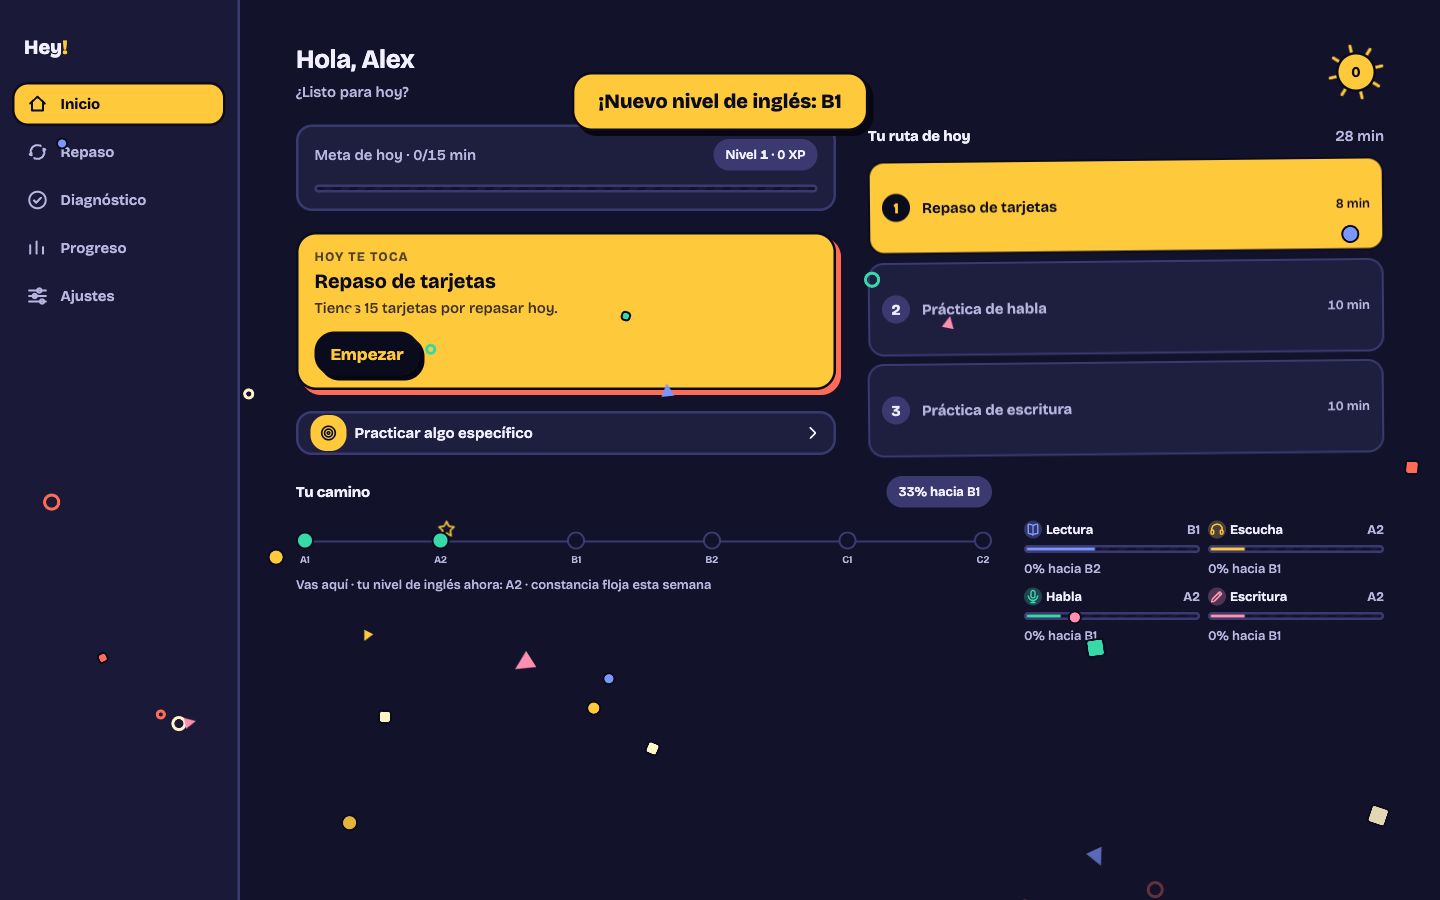 Hey!
Inicio
Repaso
Diagnóstico
Progreso
Ajustes
Hola, Alex
¿Listo para hoy?
¡Nuevo nivel de inglés: B1
0
Meta de hoy · 0/15 min
Nivel 1 · 0 XP
HOY TE TOCA
Repaso de tarjetas
Tienes 15 tarjetas por repasar hoy.
Empezar
Practicar algo específico
Tu ruta de hoy
28 min
1
Repaso de tarjetas
8 min
2
Práctica de habla
10 min
3
Práctica de escritura
10 min
Tu camino
33% hacia B1
A1
A2
B1
B2
C1
C2
Vas aquí · tu nivel de inglés ahora: A2 · constancia floja esta semana
Lectura
B1
0% hacia B2
Escucha
A2
0% hacia B1
Habla
A2
0% hacia B1
Escritura
A2
0% hacia B1